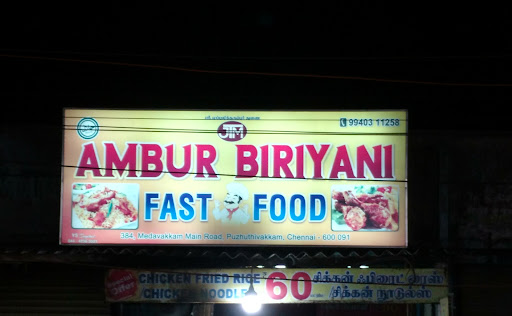 JTM
99403 11258
AMBUR BIRIYANI
FAST FOOD
384, Medavakkam Main Road, Puzhuthivakkam, Chennai - 600 091
CHICKEN FRIED RICE
CHICKEN NOODLES
60
சிக்கன் ஃபிரைட் ரைஸ்
சிக்கன் நூடுல்ஸ்